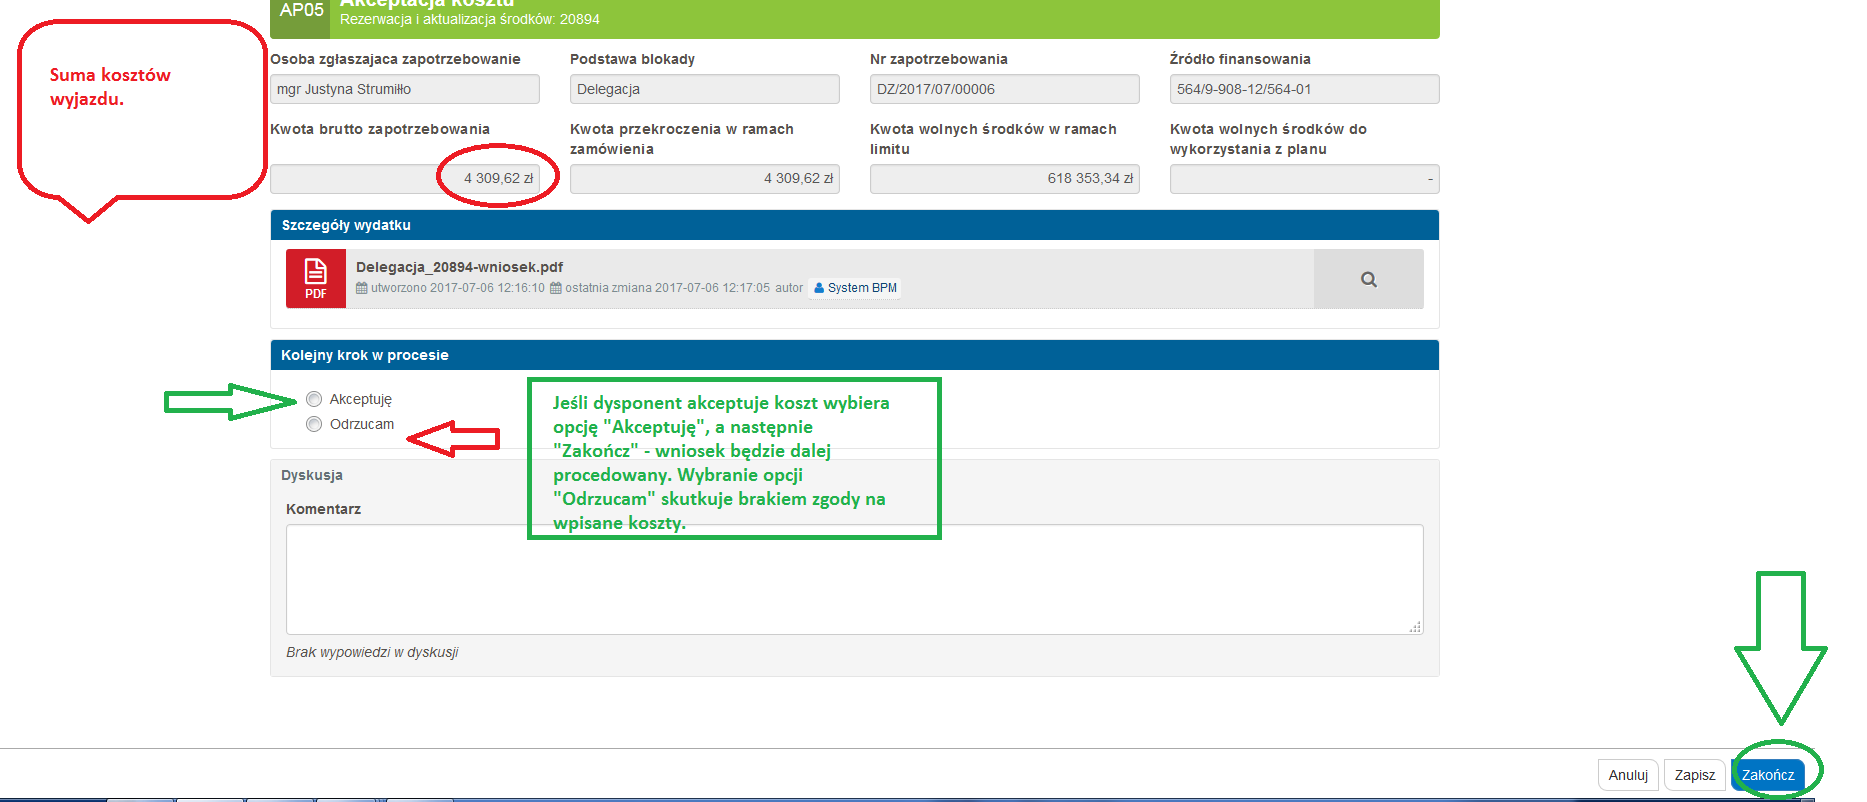 AP05
Akceptacja kosztu
Rezerwacja i aktualizacja środków: 20894
Suma kosztów
wyjazdu.
Osoba zgłaszajaca zapotrzebowanie
mgr Justyna Strumiłło
Podstawa blokady
Delegacja
Nr zapotrzebowania
DZ/2017/07/00006
Źródło finansowania
564/9-908-12/564-01
Kwota brutto zapotrzebowania
4 309,62 zł
Kwota przekroczenia w ramach
zamówienia
4 309,62 zł
Kwota wolnych środków w ramach
limitu
618 353,34 zł
Kwota wolnych środków do
wykorzystania z planu
-
Szczegóły wydatku
PDF
Delegacja_20894-wniosek.pdf
utworzono 2017-07-06 12:16:10 ostatnia zmiana 2017-07-06 12:17:05 autor System BPM
Kolejny krok w procesie
Akceptuję
Odrzucam
Jeśli dysponent akceptuje koszt wybiera
opcję "Akceptuję", a następnie
"Zakończ" - wniosek będzie dalej
procedowany. Wybranie opcji
"Odrzucam" skutkuje brakiem zgody na
wpisane koszty.
Dyskusja
Komentarz
Brak wypowiedzi w dyskusji
Anuluj
Zapisz
Zakończ